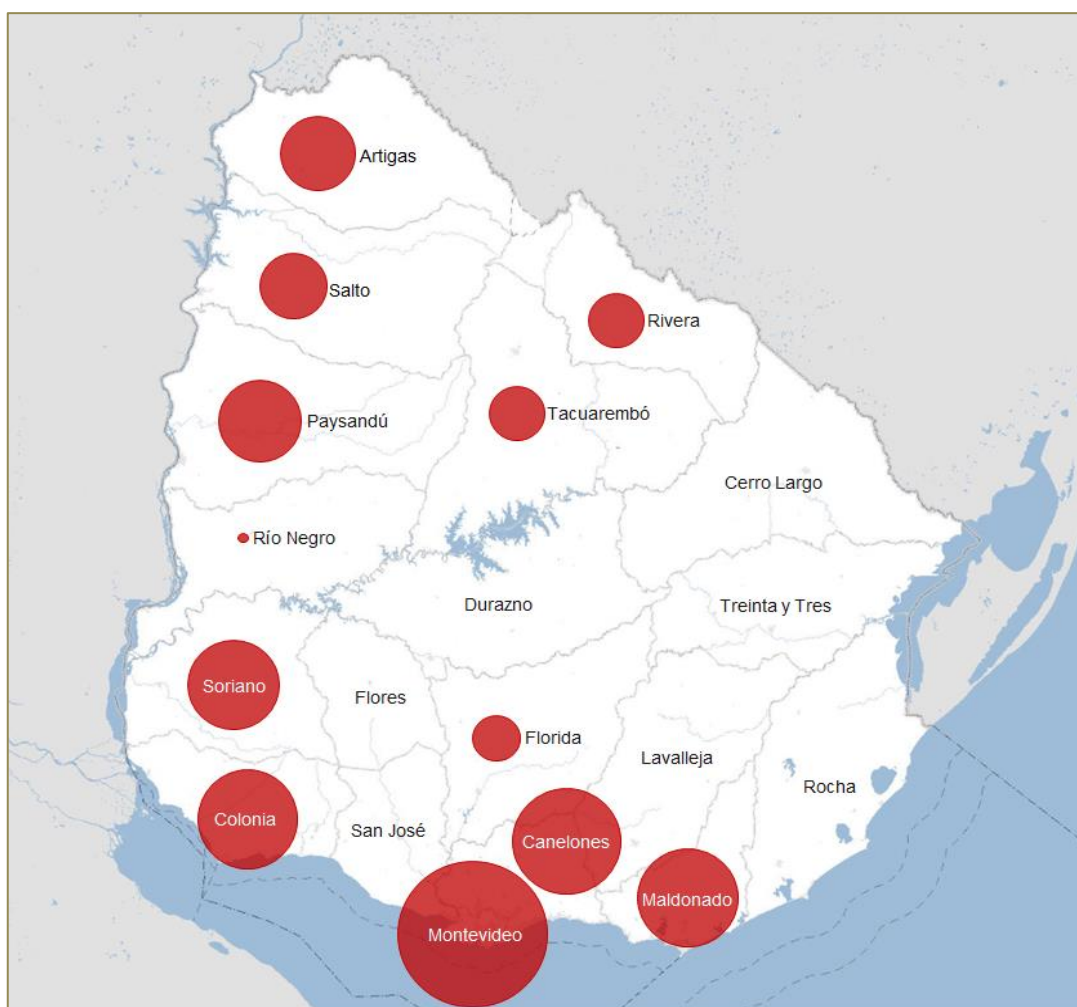 Artigas
Salto
Rivera
Paysandú
Tacuarembó
Cerro Largo
Río Negro
Durazno
Treinta y Tres
Soriano
Flores
Florida
Lavalleja
Rocha
Colonia
San José
Canelones
Maldonado
Montevideo